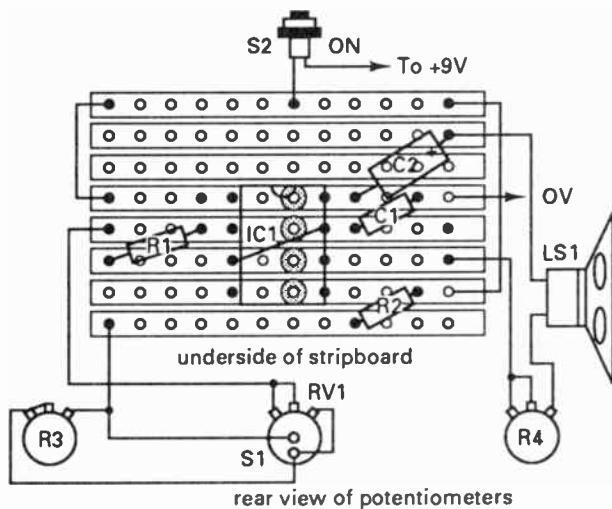 S2 ON
To +9V
C2 +
0V
IC1 C1
R1
LS1
R2
underside of stripboard
RV1
R3 R4
S1
rear view of potentiometers